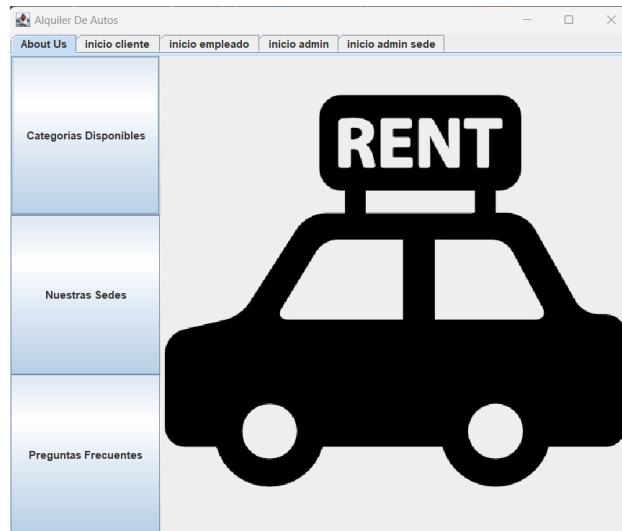 Alquiler De Autos
About Us inicio cliente inicio empleado inicio admin inicio admin sede
Categorías Disponibles
RENT
Nuestras Sedes
Preguntas Frecuentes